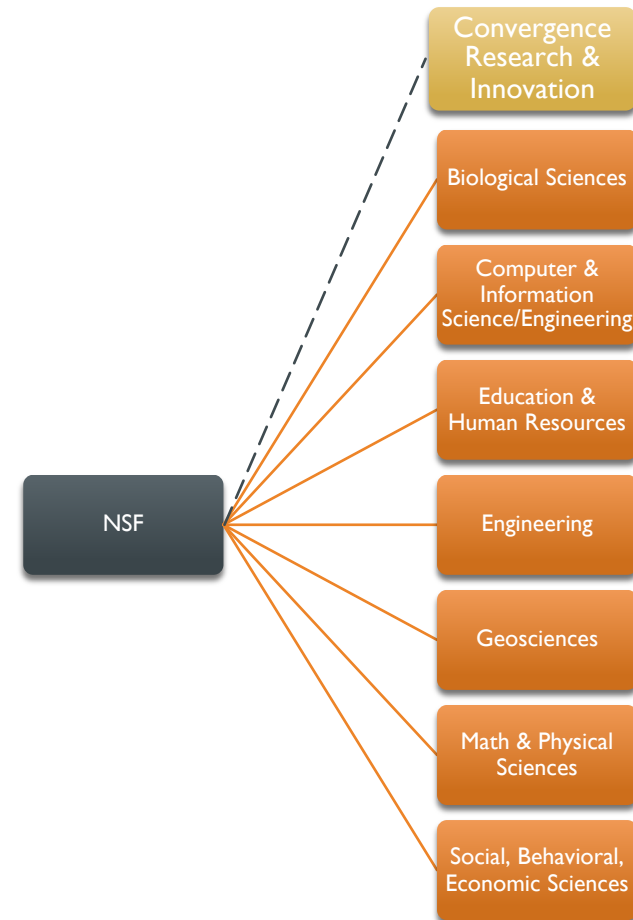 Convergence
Research &
Innovation
Biological Sciences
Computer &
Information
Science/Engineering
Education &
Human Resources
NSF
Engineering
Geosciences
Math & Physical
Sciences
Social, Behavioral,
Economic Sciences